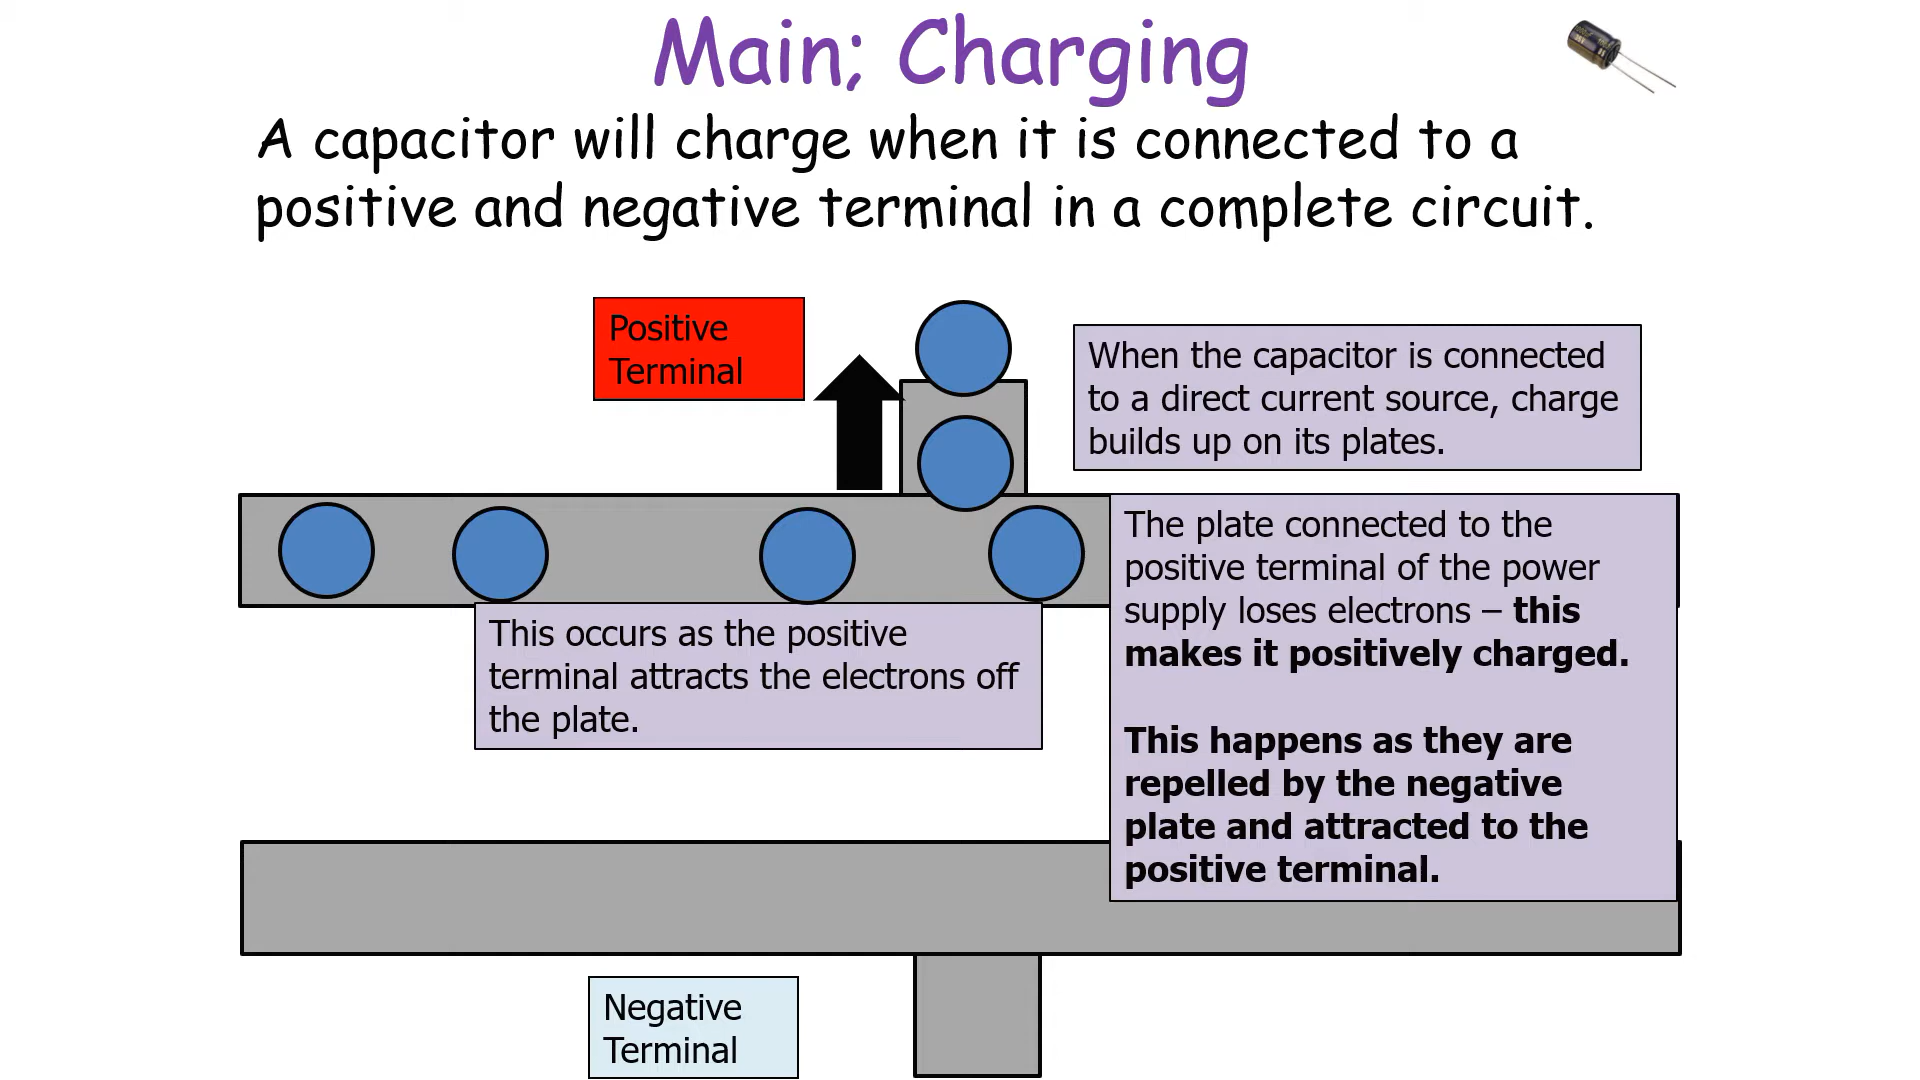 Main; Charging
A capacitor will charge when it is connected to a
positive and negative terminal in a complete circuit.
Positive
Terminal
When the capacitor is connected
to a direct current source, charge
builds up on its plates.
The plate connected to the
positive terminal of the power
supply loses electrons – this
makes it positively charged.
This happens as they are
repelled by the negative
plate and attracted to the
positive terminal.
This occurs as the positive
terminal attracts the electrons off
the plate.
Negative
Terminal